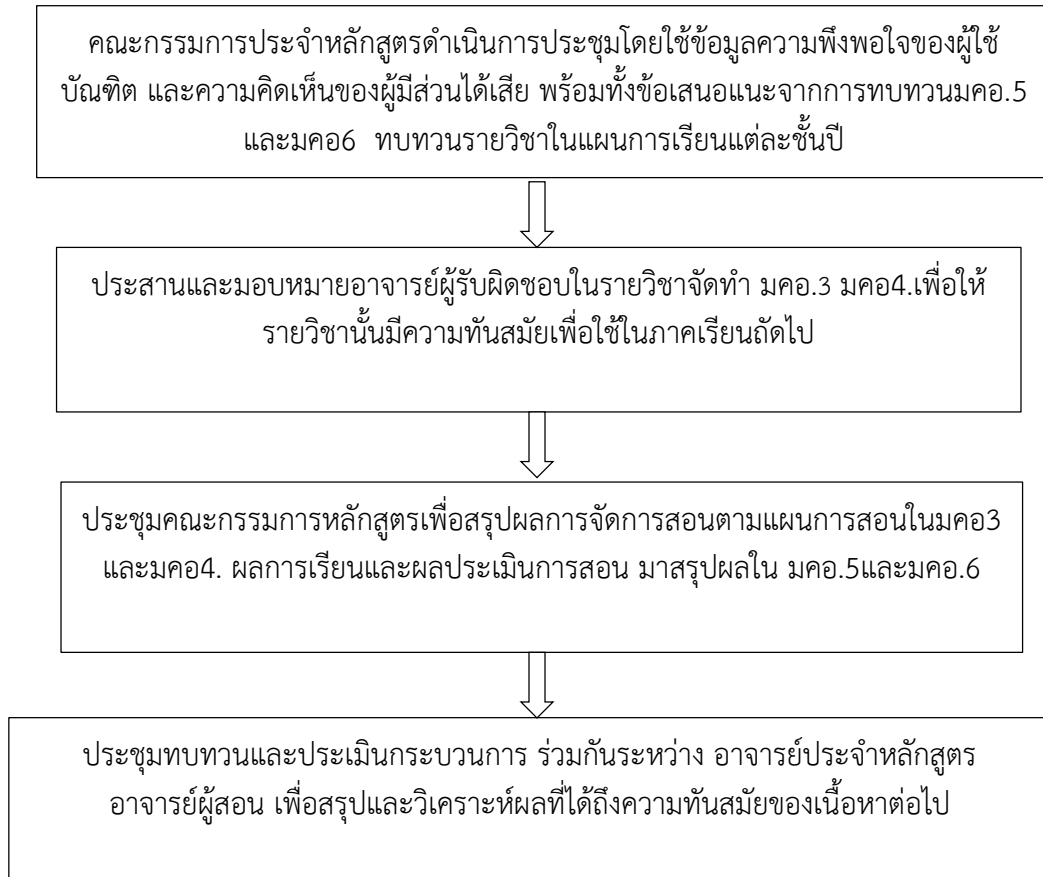 คณะกรรมการประจำหลักสูตรดำเนินการประชุมโดยใช้ข้อมูลความพึงพอใจของผู้ใช้
บัณฑิต และความคิดเห็นของผู้มีส่วนได้เสีย พร้อมทั้งข้อเสนอแนะจากการทบทวนมคอ.5
และมคอ6 ทบทวนรายวิชาในแผนการเรียนแต่ละชั้นปี
ประสานและมอบหมายอาจารย์ผู้รับผิดชอบในรายวิชาจัดทำ มคอ.3 มคอ4.เพื่อให้
รายวิชานั้นมีความทันสมัยเพื่อใช้ในภาคเรียนถัดไป
ประชุมคณะกรรมการหลักสูตรเพื่อสรุปผลการจัดการสอนตามแผนการสอนในมคอ3
และมคอ4. ผลการเรียนและผลประเมินการสอน มาสรุปผลใน มคอ.5และมคอ.6
ประชุมทบทวนและประเมินกระบวนการ ร่วมกันระหว่าง อาจารย์ประจำหลักสูตร
อาจารย์ผู้สอน เพื่อสรุปและวิเคราะห์ผลที่ได้ถึงความทันสมัยของเนื้อหาต่อไป